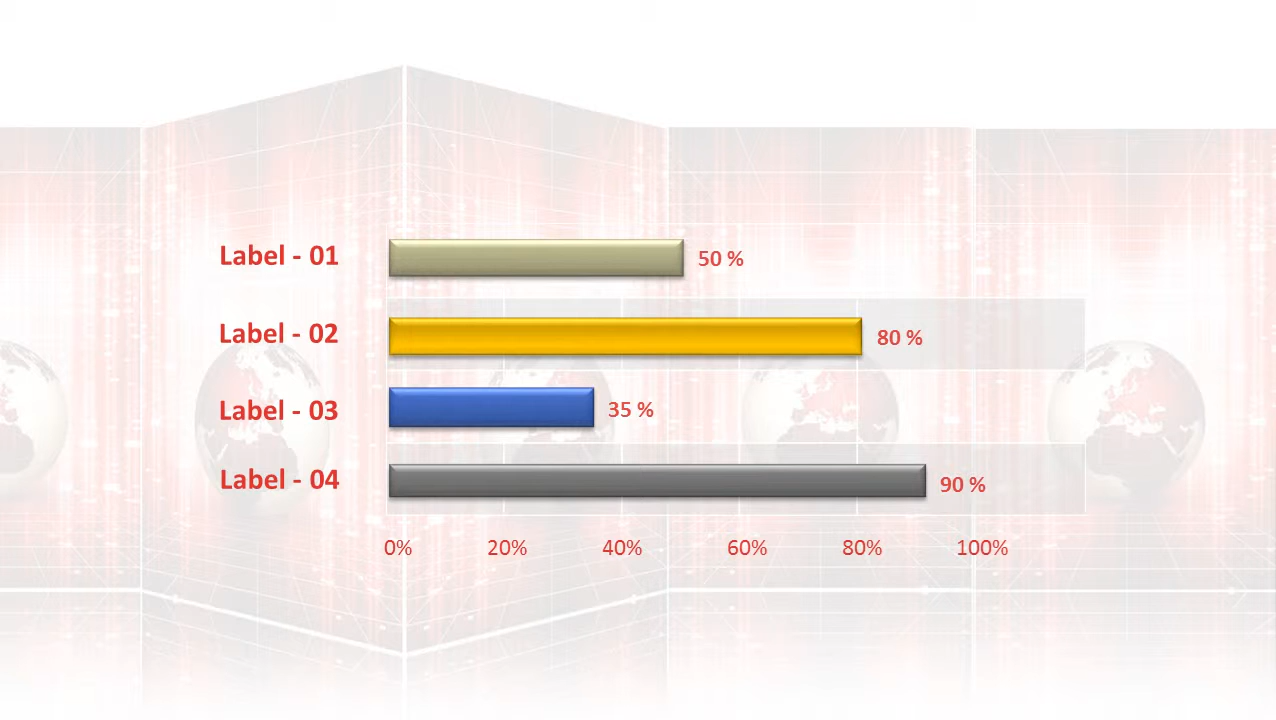 Label - 01
50 %
Label - 02
80 %
Label - 03
35 %
Label - 04
90 %
0% 20% 40% 60% 80% 100%